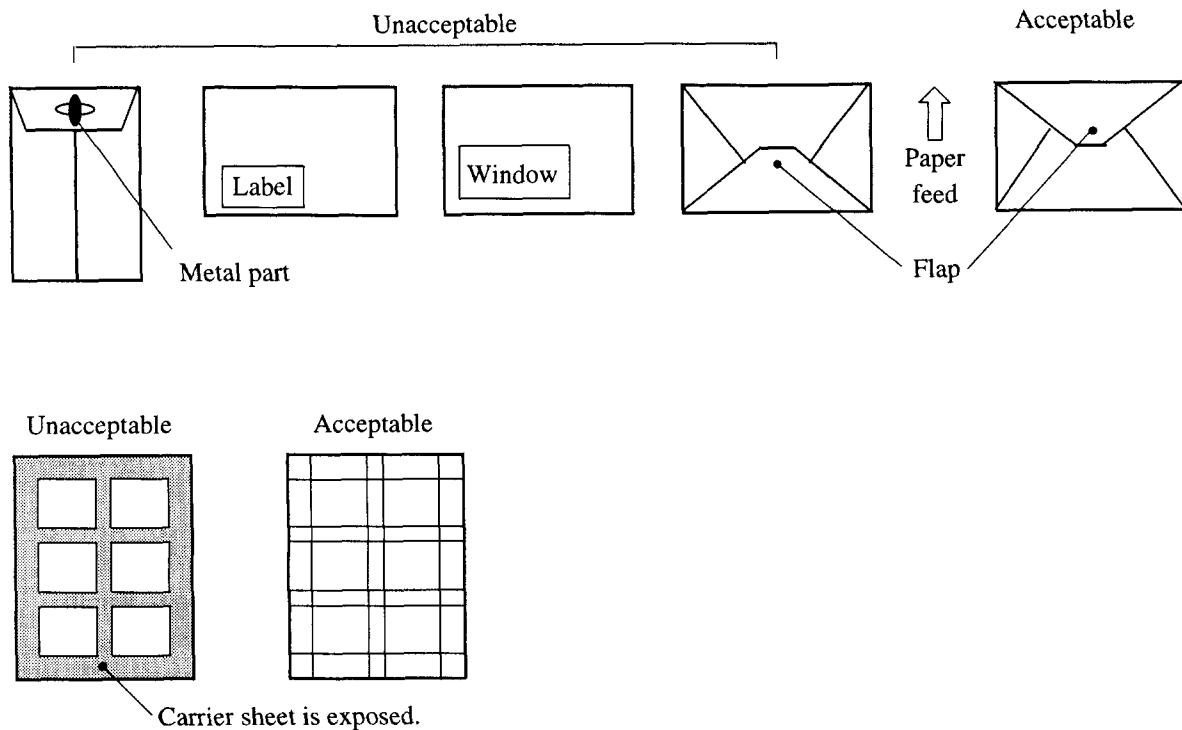 Unacceptable
Acceptable
Label
Window
Paper
feed
Metal part
Flap
Unacceptable
Acceptable
Carrier sheet is exposed.